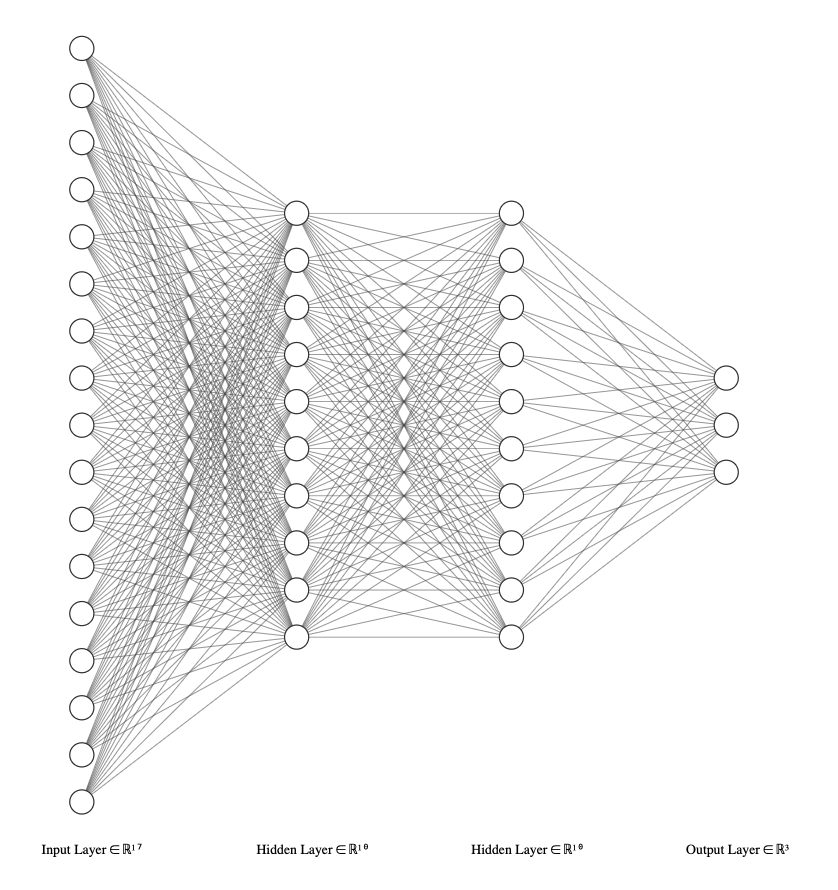 Input Layer ∈ ℝ¹⁷
Hidden Layer ∈ ℝ¹⁰
Hidden Layer ∈ ℝ¹⁰
Output Layer ∈ ℝ³